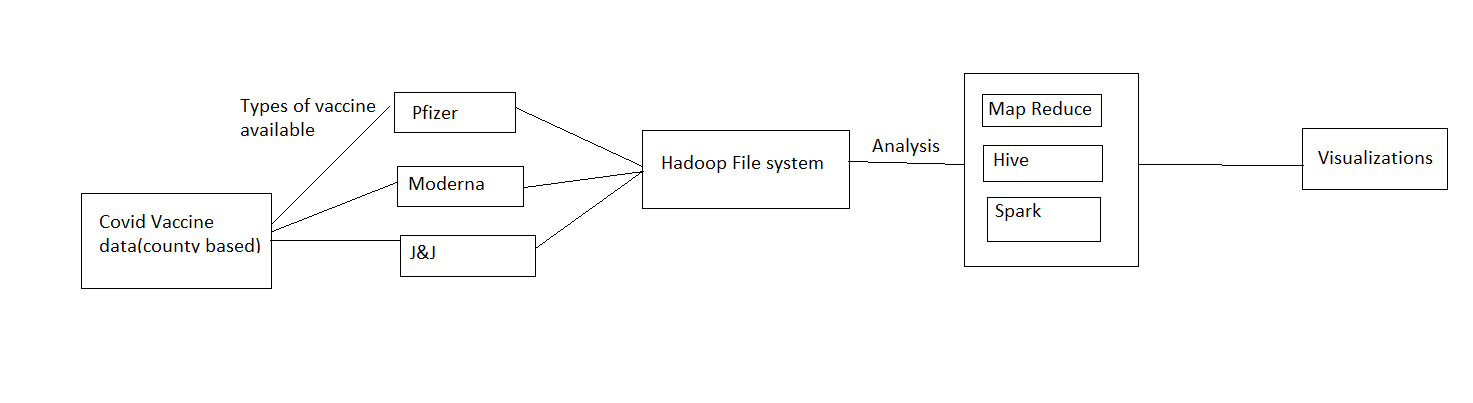 Types of vaccine
available
Pfizer
Moderna
J&J
Covid Vaccine
data(county based)
Hadoop File system
Analysis
Map Reduce
Hive
Spark
Visualizations